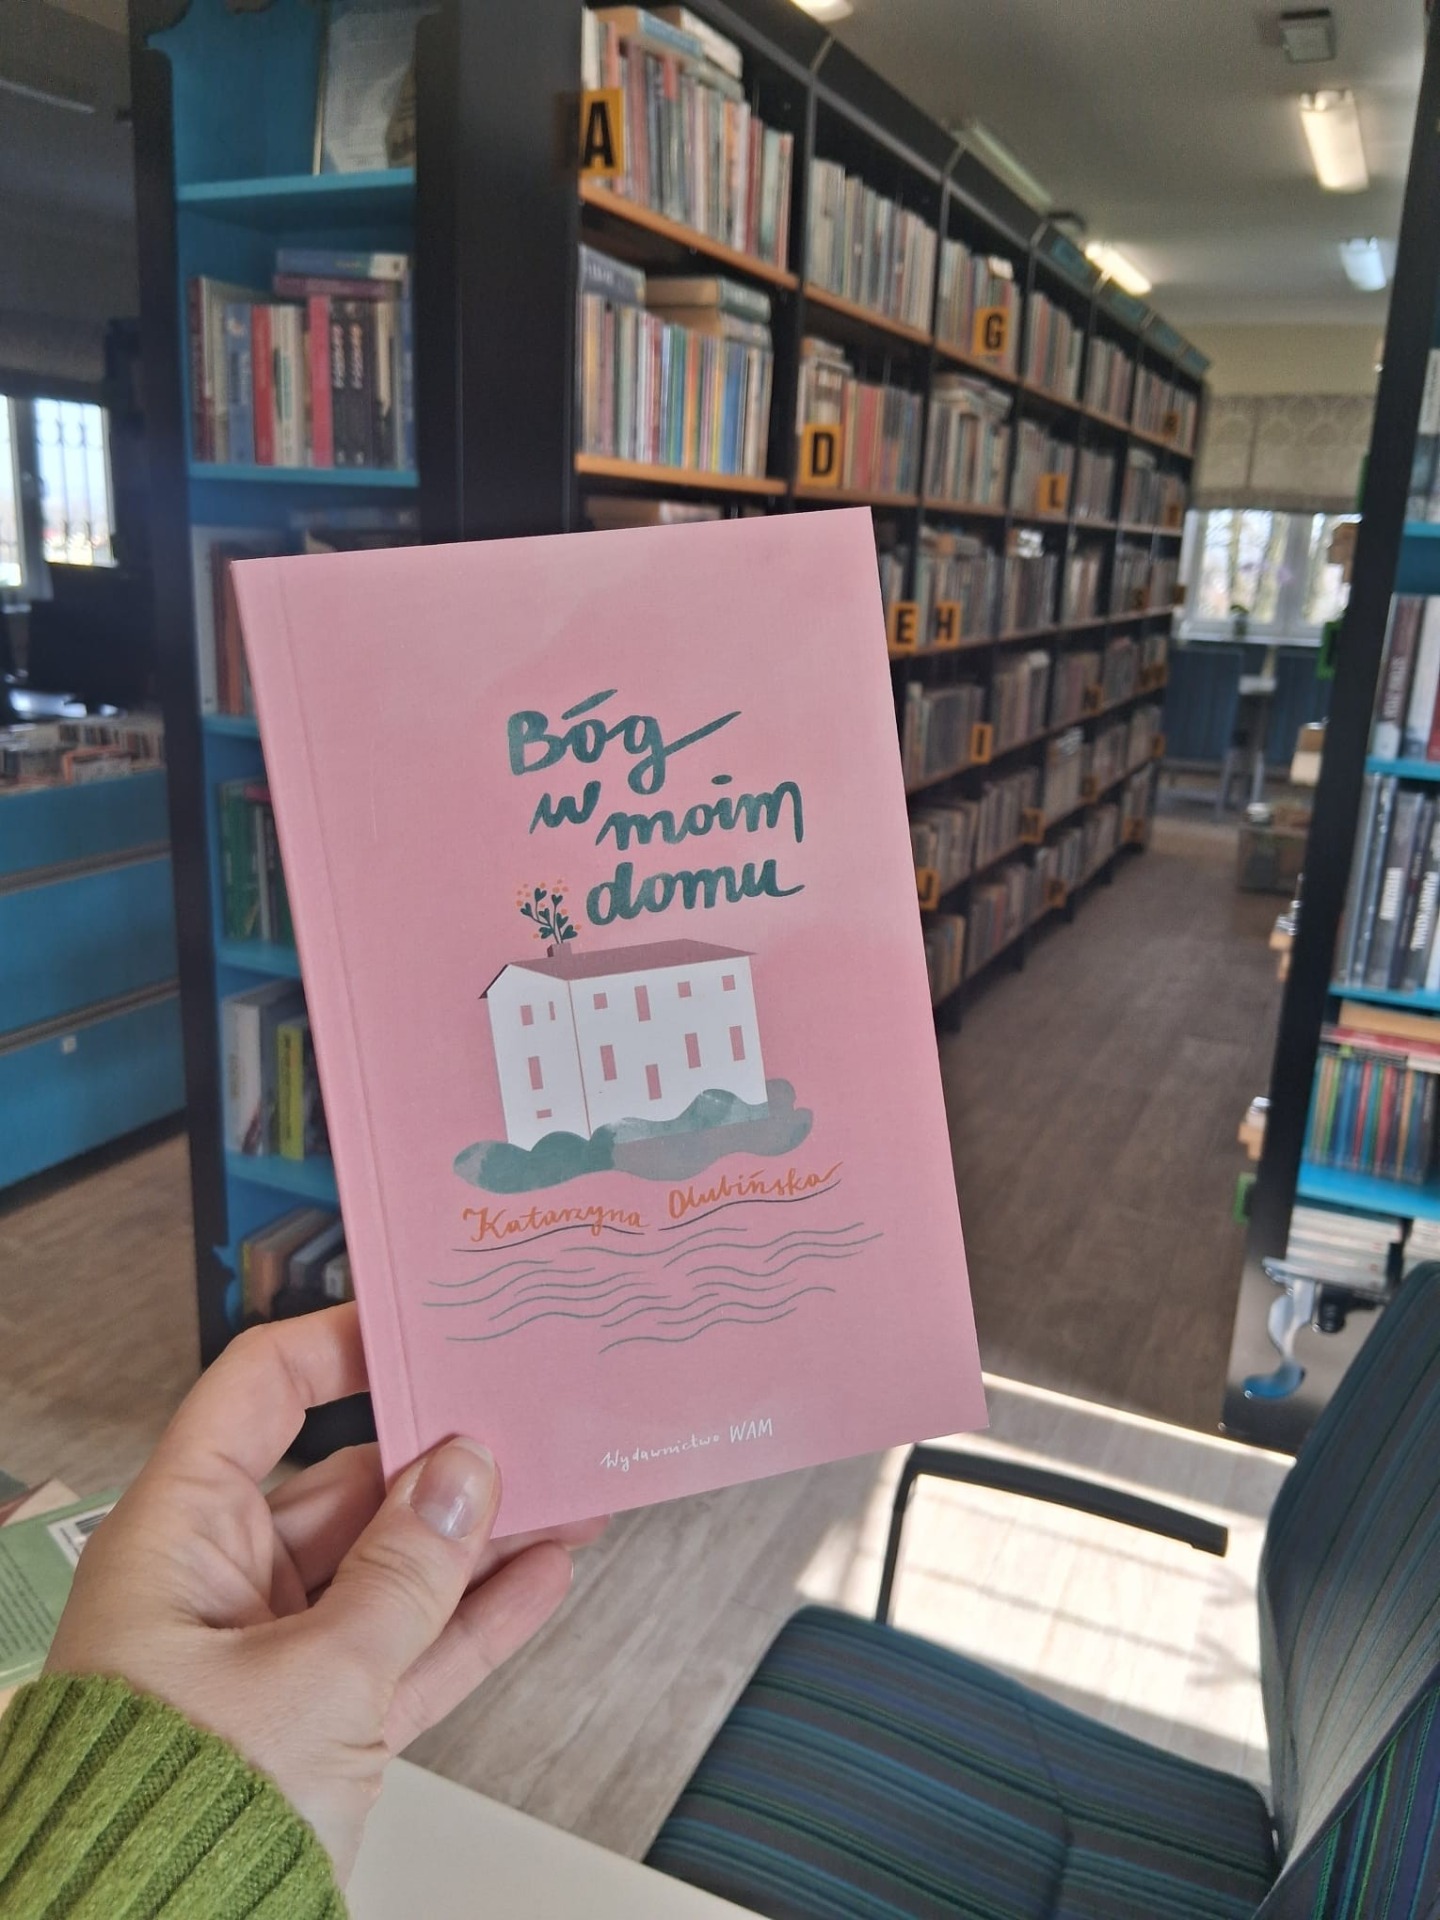 A
G
D
L
E
H
I
J
Bóg
w moim
domu
Katarzyna Olubińska
Wydawnictwo WAM